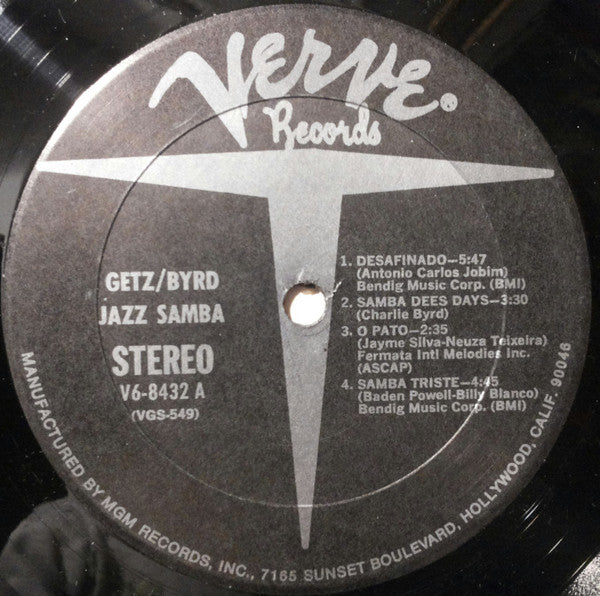 Verve®
Records
GETZ/BYRD
JAZZ SAMBA
STEREO
V6-8432 A
(VGS-549)
1. DESAFINADO—5:47
(Antonio Carlos Jobim)
Bendig Music Corp. (BMI)
2. SAMBA DEES DAYS—3:30
(Charlie Byrd)
3. O PATO—2:35
(Jayme Silva-Neuza Teixeira)
Fermata Intl Melodies Inc.
(ASCAP)
4. SAMBA TRISTE—4:45
(Baden Powell-Billy Blanco)
Bendig Music Corp. (BMI)
MANUFACTURED BY MGM RECORDS, INC., 7165 SUNSET BOULEVARD, HOLLYWOOD, CALIF. 90046